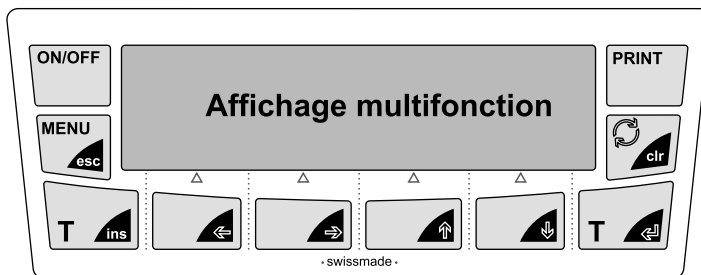 ON/OFF
PRINT
Affichage multifonction
MENU
esc
clr
T ins
T
swissmade